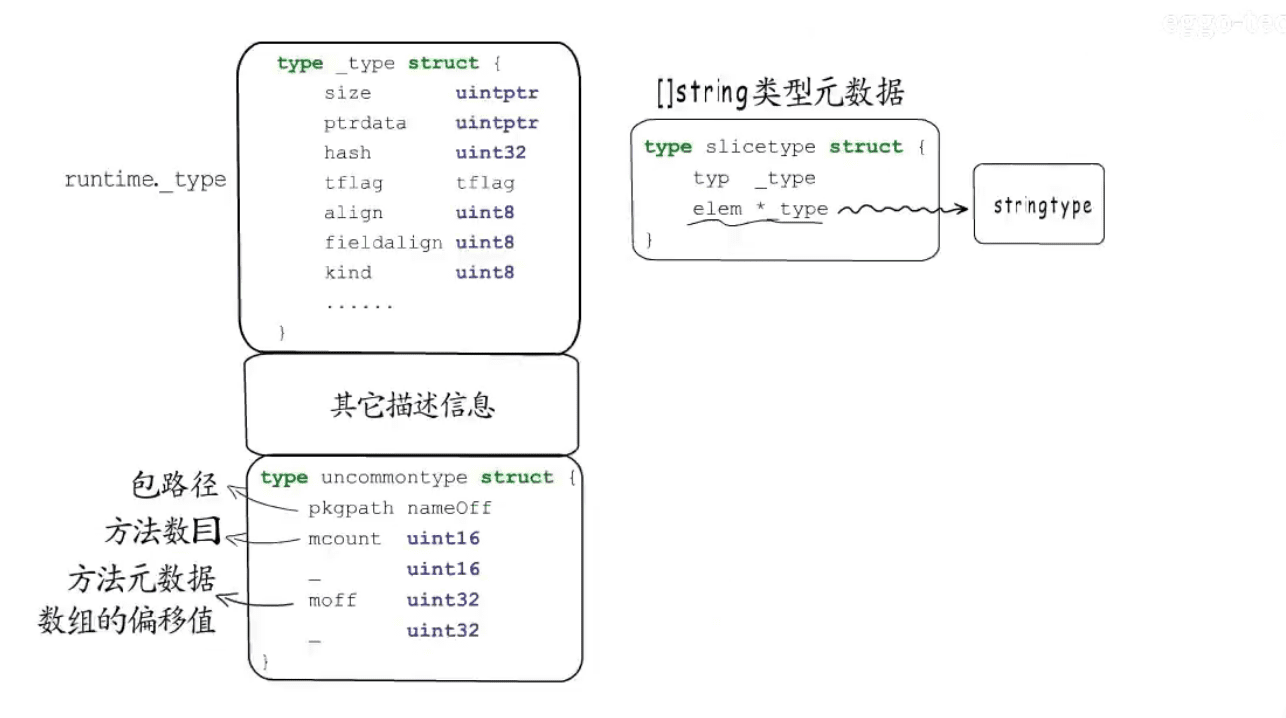 eggo-tec
runtime._type
type _type struct {
size uintptr
ptrdata uintptr
hash uint32
tflag tflag
align uint8
fieldalign uint8
kind uint8
......
}
其它描述信息
type uncommontype struct {
pkgpath nameOff
mcount uint16
_ uint16
moff uint32
_ uint32
}
包路径
方法数目
方法元数据
数组的偏移值
[]string类型元数据
type slicetype struct {
typ _type
elem *_type
}
stringtype